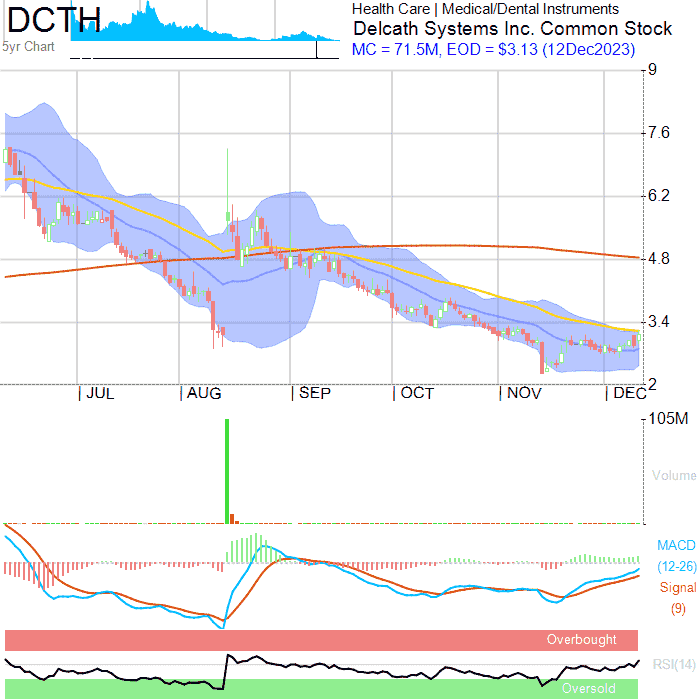 DCTH
5yr Chart
Health Care | Medical/Dental Instruments
Delcath Systems Inc. Common Stock
MC = 71.5M, EOD = $3.13 (12Dec2023)
9
7.6
6.2
4.8
3.4
2
| JUL | AUG | SEP | OCT | NOV | DEC
105M
Volume
MACD
(12-26)
Signal
(9)
Overbought
RSI(14)
Oversold